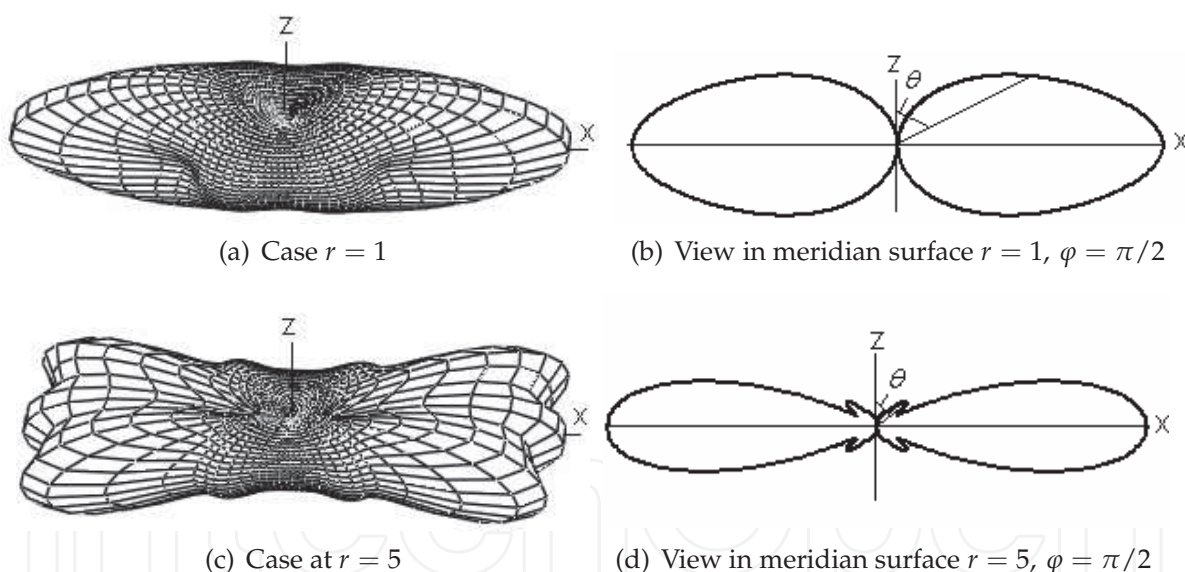 Z
X
(a) Case r = 1
Z
θ
X
(b) View in meridian surface r = 1, φ = π/2
Z
X
(c) Case at r = 5
Z
θ
X
(d) View in meridian surface r = 5, φ = π/2